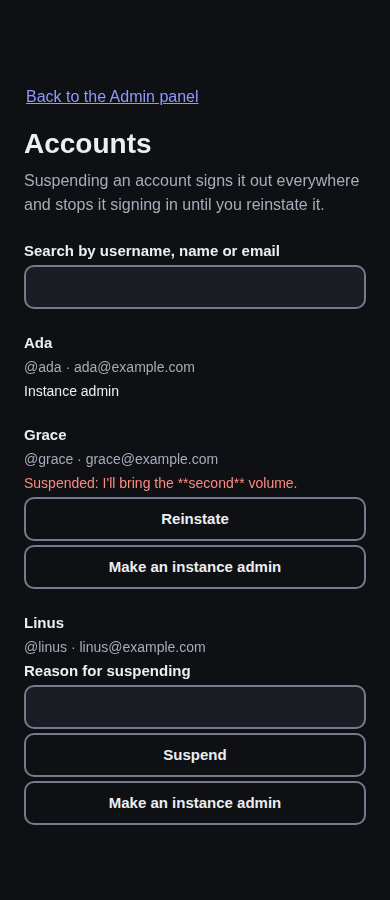 Back to the Admin panel
Accounts
Suspending an account signs it out everywhere
and stops it signing in until you reinstate it.
Search by username, name or email
Ada
@ada · ada@example.com
Instance admin
Grace
@grace · grace@example.com
Suspended: I'll bring the **second** volume.
Reinstate
Make an instance admin
Linus
@linus · linus@example.com
Reason for suspending
Suspend
Make an instance admin